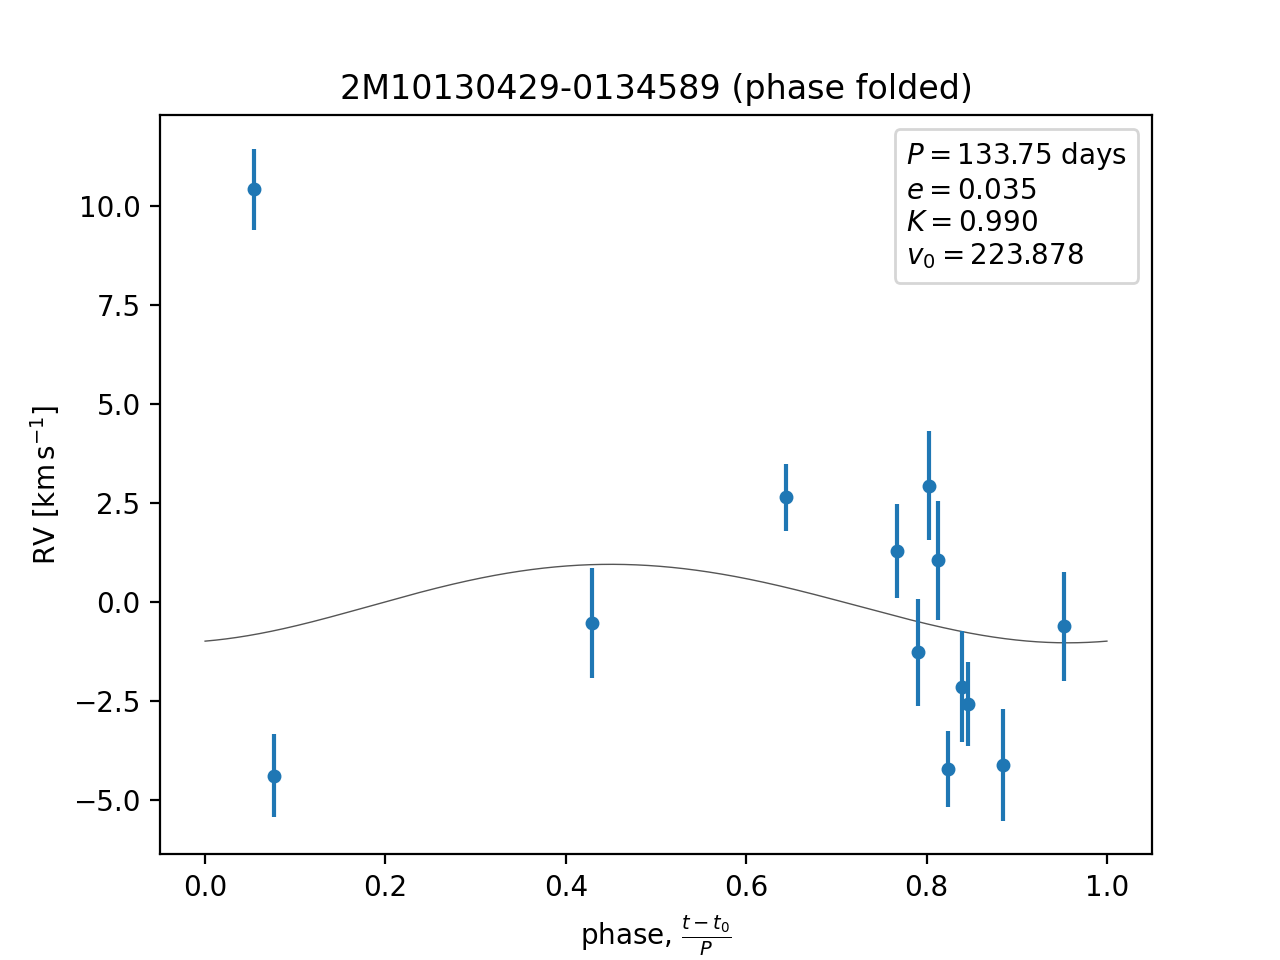 2M10130429-0134589 (phase folded)
P = 133.75 days
e = 0.035
K = 0.990
v₀ = 223.878
RV [km s⁻¹]
10.0
7.5
5.0
2.5
0.0
−2.5
−5.0
0.0 0.2 0.4 0.6 0.8 1.0
phase, (t − t₀)/P